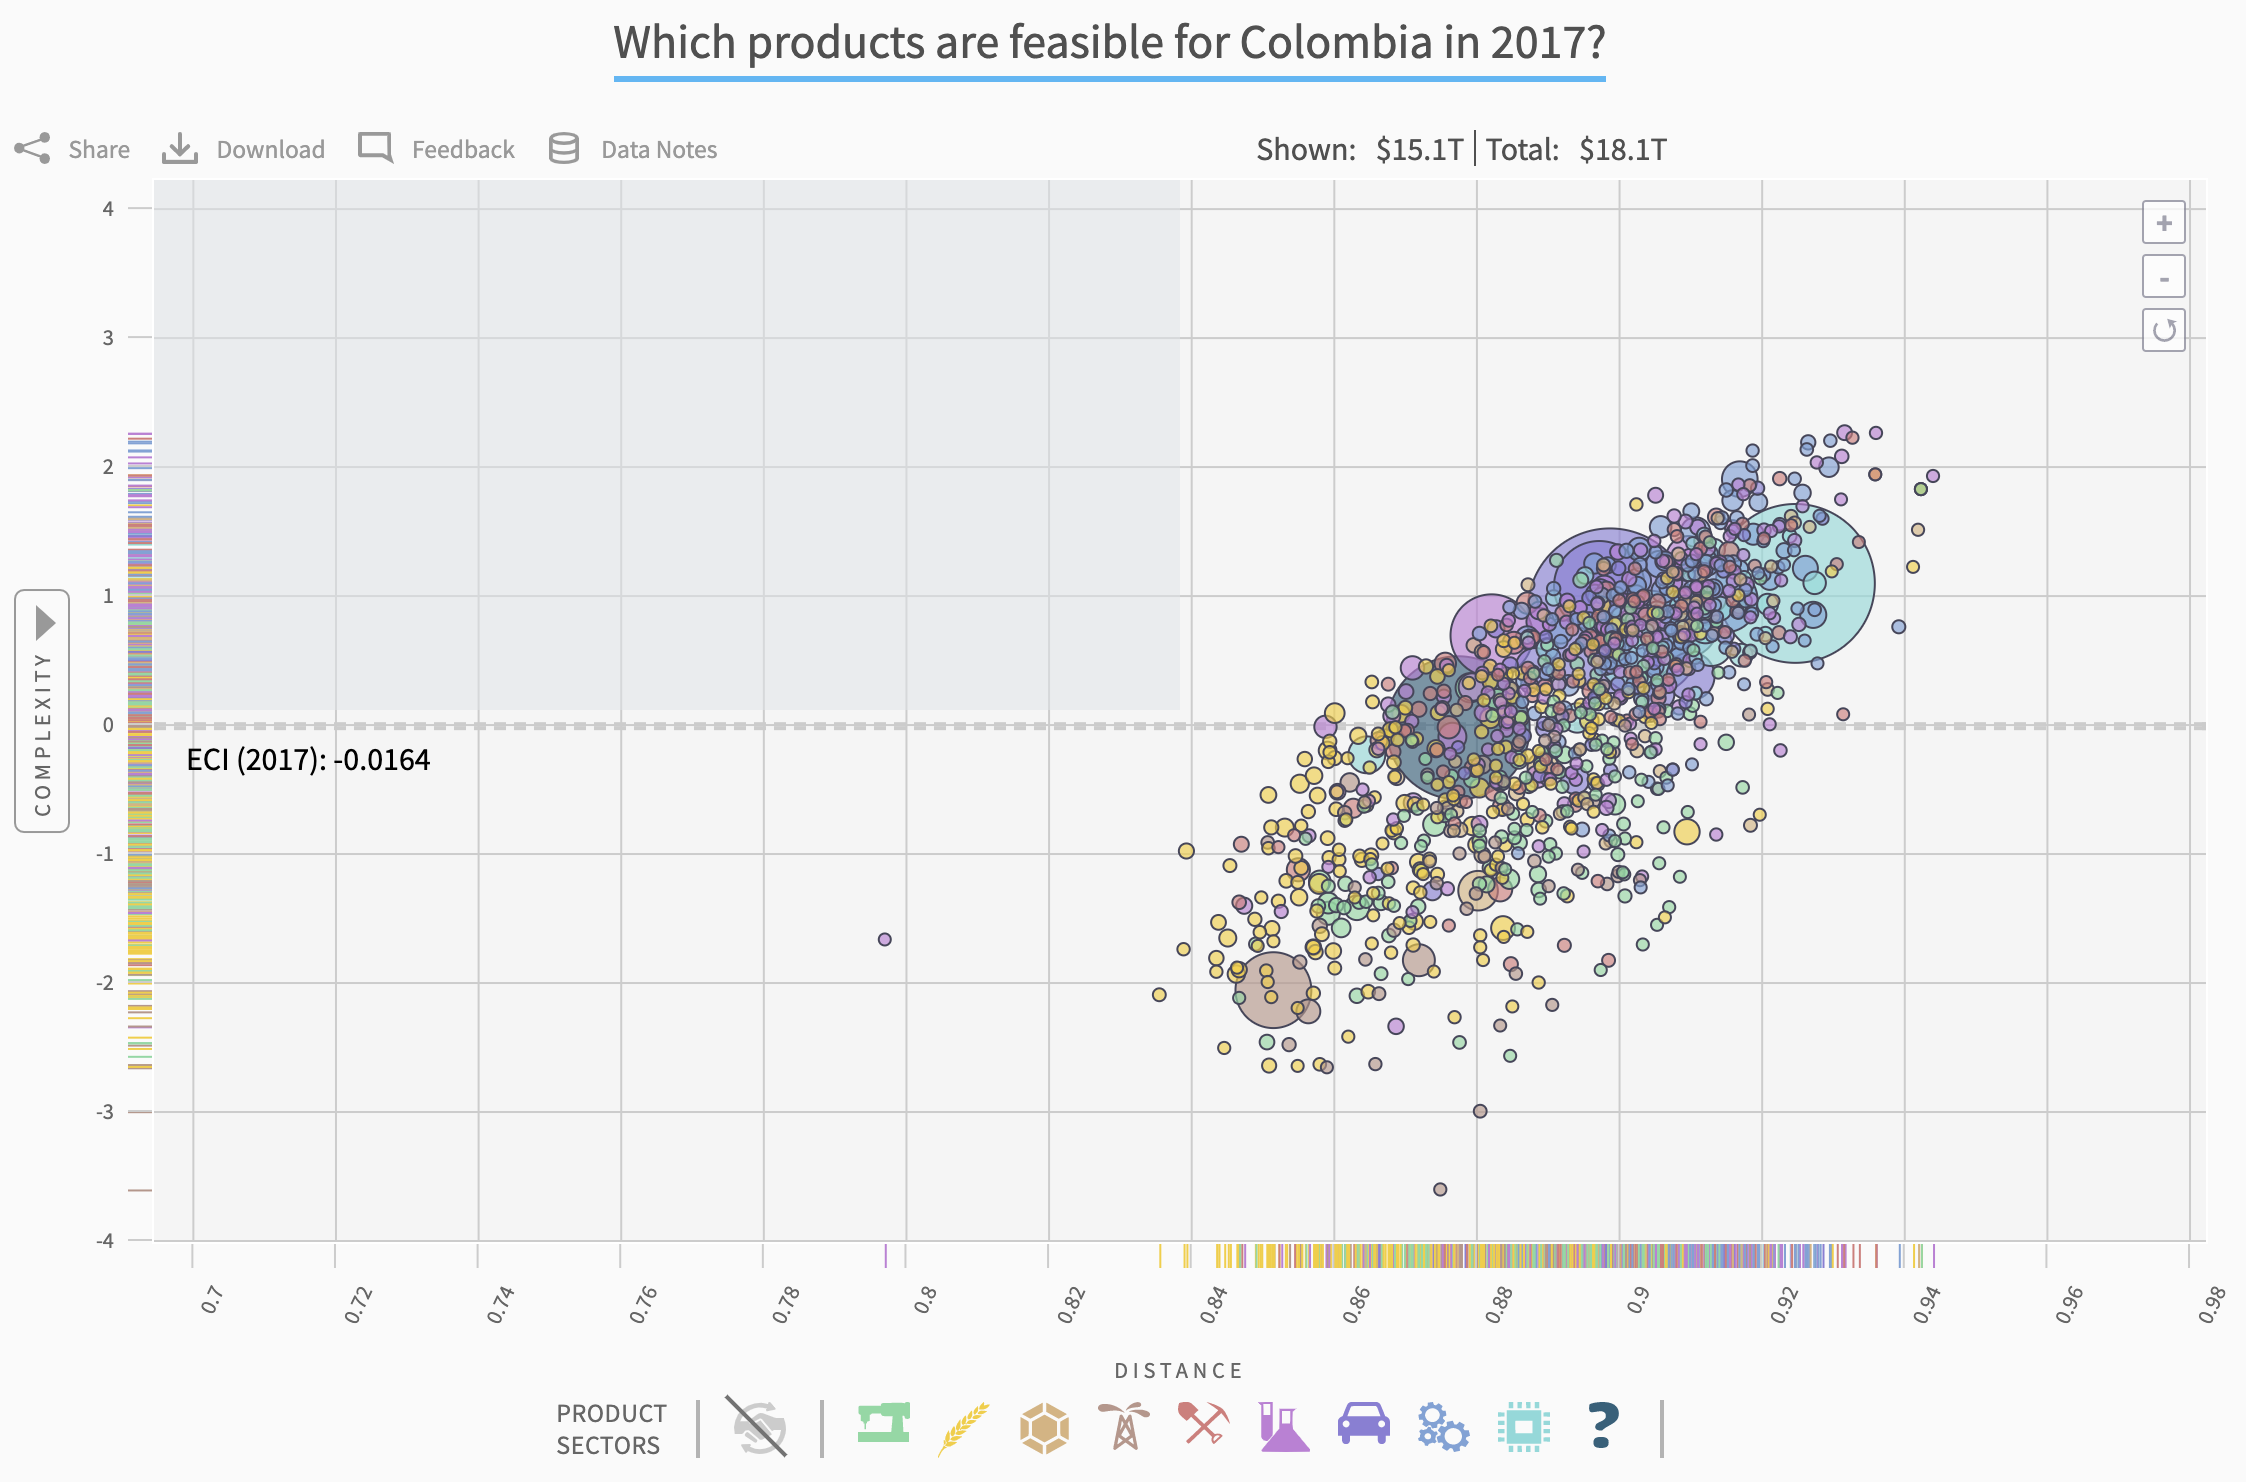 Which products are feasible for Colombia in 2017?
Share Download Feedback Data Notes Shown: $15.1T | Total: $18.1T
+
-
4
3
2
1
0
-1
-2
-3
-4
COMPLEXITY
ECI (2017): -0.0164
0.7 0.72 0.74 0.76 0.78 0.8 0.82 0.84 0.86 0.88 0.9 0.92 0.94 0.96 0.98
DISTANCE
PRODUCT
SECTORS
?